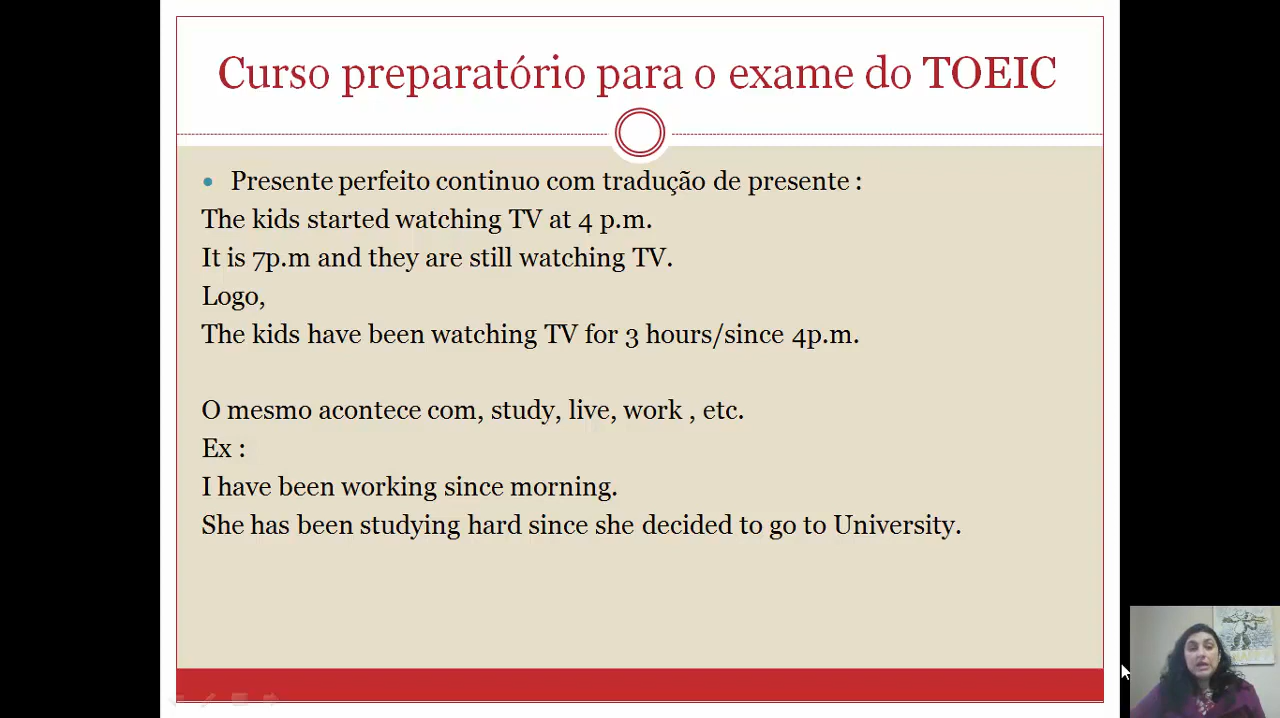 Curso preparatório para o exame do TOEIC
Presente perfeito continuo com tradução de presente :
The kids started watching TV at 4 p.m.
It is 7p.m and they are still watching TV.
Logo,
The kids have been watching TV for 3 hours/since 4p.m.
O mesmo acontece com, study, live, work , etc.
Ex :
I have been working since morning.
She has been studying hard since she decided to go to University.